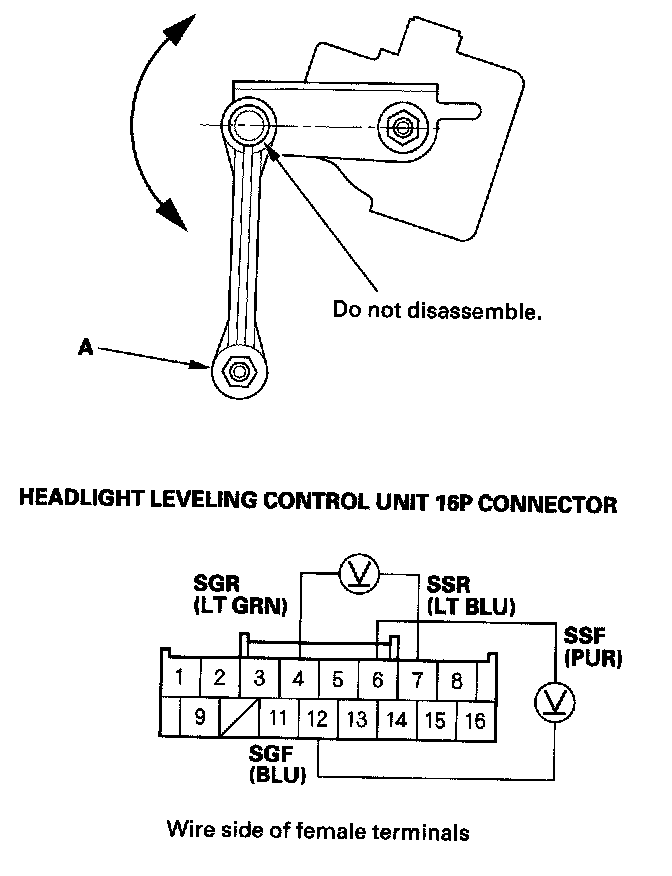 Do not disassemble.
A
HEADLIGHT LEVELING CONTROL UNIT 16P CONNECTOR
SGR
(LT GRN)
V
SSR
(LT BLU)
SSF
(PUR)
V
1 2 3 4 5 6 7 8
9 11 12 13 14 15 16
SGF
(BLU)
Wire side of female terminals